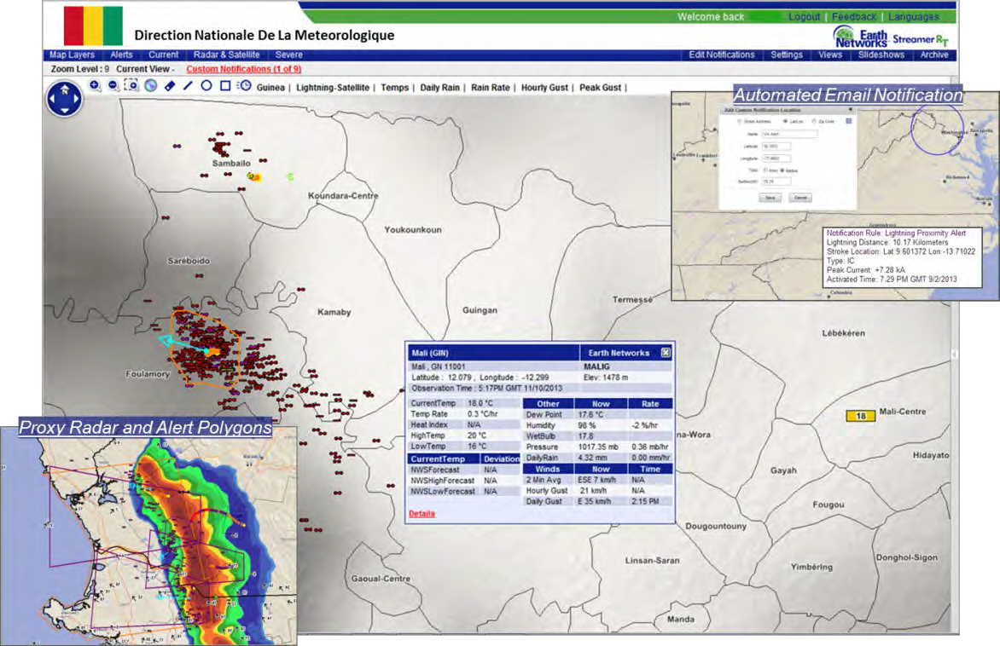 Welcome back
Logout | Feedback | Languages
Direction Nationale De La Meteorologique
Earth Networks
Streamer RT
Map Layers Alerts Current Radar & Satellite Severe
Edit Notifications Settings Views Slideshows Archive
Zoom Level : 9 Current View - Custom Notifications (1 of 9)
N
Guinea | Lightning-Satellite | Temps | Daily Rain | Rain Rate | Hourly Gust | Peak Gust |
Automated Email Notification
Add Custom Notification Location
Street Address Lat/Lon Zip Code
Name:
Latitude:
Longitude:
Save Cancel
Notification Rule: Lightning Proximity Alert
Lightning Distance: 10.17 Kilometers
Stroke Location: Lat:9.601372 Lon:-13.71022
Type: IC
Peak Current: +7.28 kA
Activated Time: 7:29 PM GMT 9/2/2013
Sambailo
Koundara-Centre
Youkounkoun
Saréboido
Kamaby
Guingan
Termessé
Lébékéren
Foulamory
Mali (GIN) Earth Networks
Mali , GN 11001 MALIG
Latitude : 12.079 , Longitude : -12.299 Elev: 1478 m
Observation Time : 5:17PM GMT 11/10/2013
CurrentTemp 18.0 °C Other Now Rate
Temp Rate 0.3 °C/hr Dew Point 17.6 °C
Heat Index N/A Humidity 98 % -2 %/hr
HighTemp 20 °C WetBulb 17.8
LowTemp 16 °C Pressure 1017.35 mb 0.36 mb/hr
CurrentTemp Deviation DailyRain 4.32 mm 0.00 mm/hr
NWSForecast N/A Winds Now Time
NWSHighForecast N/A 2 Min Avg ESE 7 km/h N/A
NWSLowForecast N/A Hourly Gust 21 km/h N/A
Daily Gust E 35 km/h 2:15 PM
Details
18 Mali-Centre
na-Wora
Hidayato
Gayah
Fougou
Dougountouny
Linsan-Saran
Yimbéring
Donghol-Sigon
Gaoual-Centre
Manda
Proxy Radar and Alert Polygons